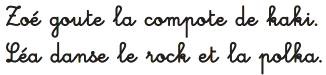 Zoé goute la compote de kaki.
Léa danse le rock et la polka.